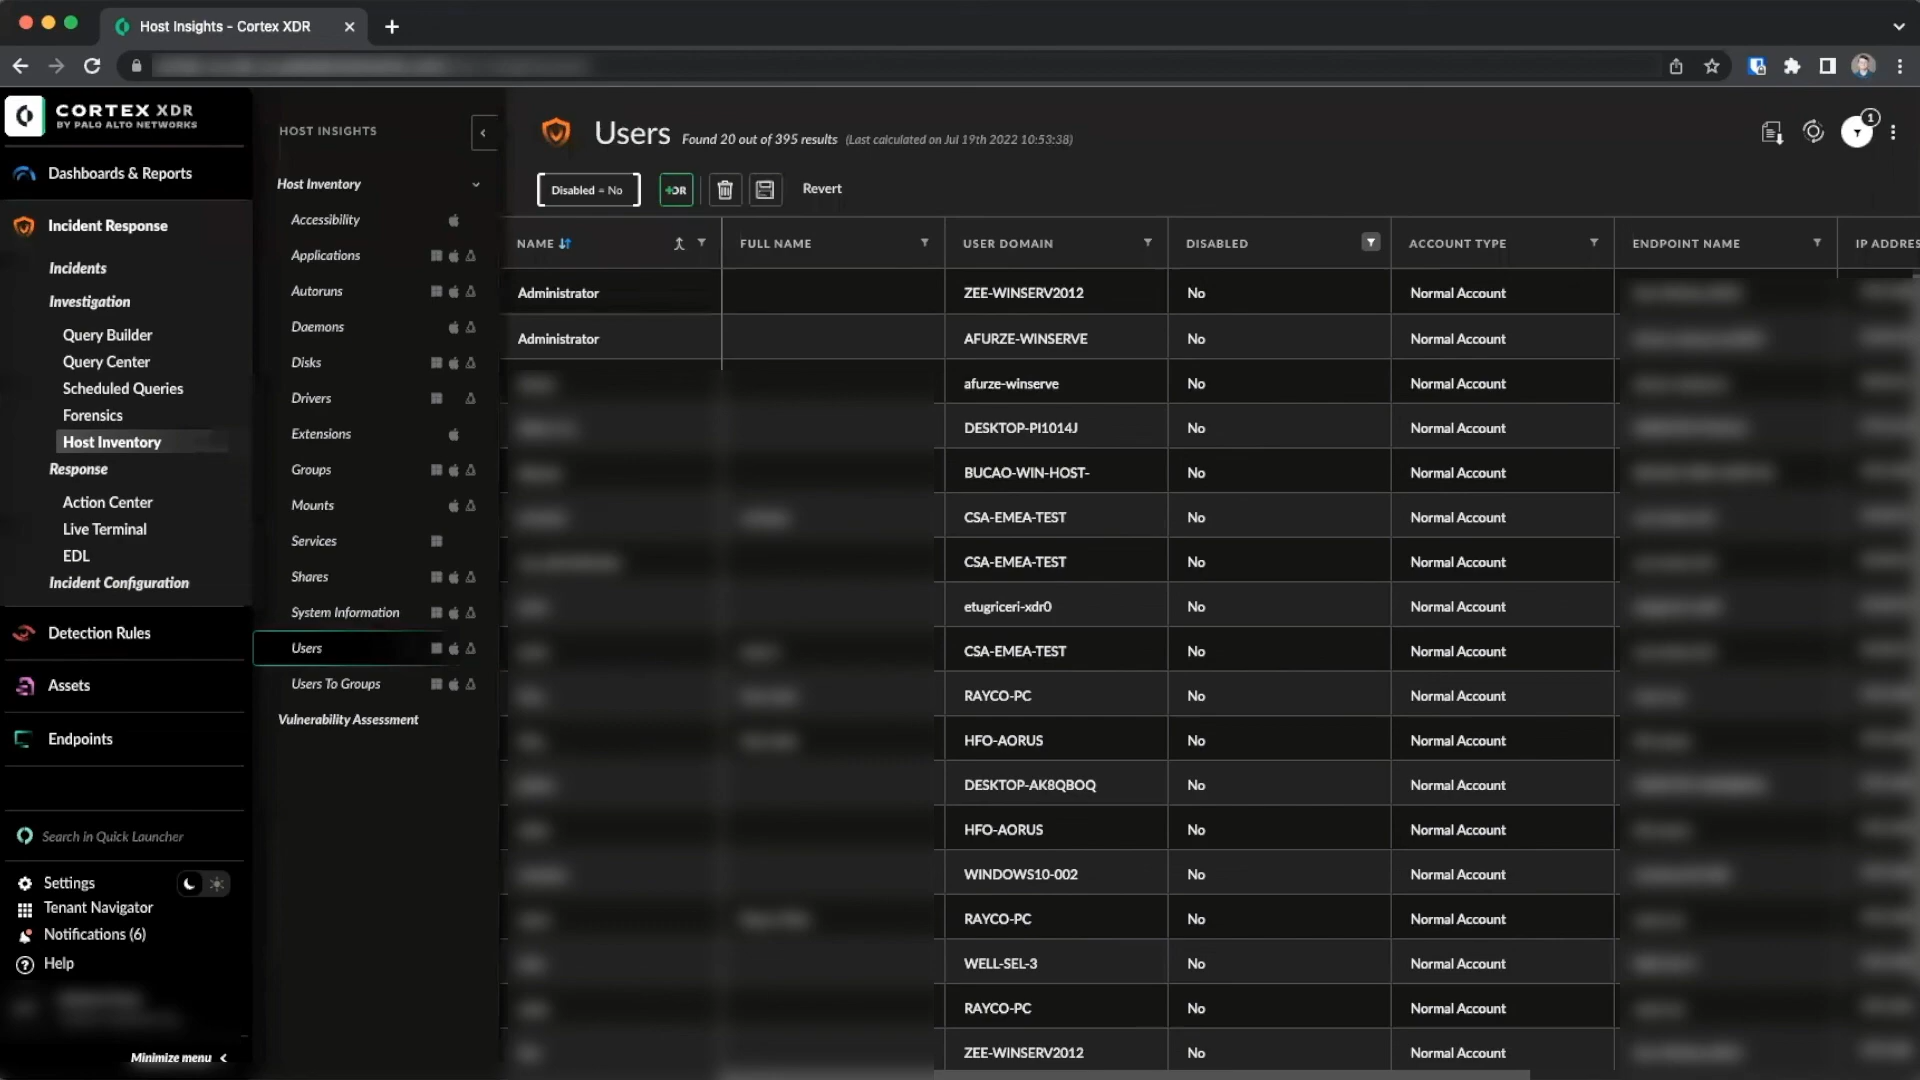 Host Insights - Cortex XDR
CORTEX XDR
BY PALO ALTO NETWORKS
Dashboards & Reports
Incident Response
Incidents
Investigation
Query Builder
Query Center
Scheduled Queries
Forensics
Host Inventory
Response
Action Center
Live Terminal
EDL
Incident Configuration
Detection Rules
Assets
Endpoints
Search in Quick Launcher
Settings
Tenant Navigator
Notifications (6)
Help
Minimize menu
HOST INSIGHTS
Host Inventory
Accessibility
Applications
Autoruns
Daemons
Disks
Drivers
Extensions
Groups
Mounts
Services
Shares
System Information
Users
Users To Groups
Vulnerability Assessment
Users Found 20 out of 395 results (Last calculated on Jul 19th 2022 10:53:38)
1
Disabled = No +OR Revert
NAME FULL NAME USER DOMAIN DISABLED ACCOUNT TYPE ENDPOINT NAME IP ADDRES
Administrator ZEE-WINSERV2012 No Normal Account
Administrator AFURZE-WINSERVE No Normal Account
afurze-winserve No Normal Account
DESKTOP-PI1014J No Normal Account
BUCAO-WIN-HOST- No Normal Account
CSA-EMEA-TEST No Normal Account
CSA-EMEA-TEST No Normal Account
etugriceri-xdr0 No Normal Account
CSA-EMEA-TEST No Normal Account
RAYCO-PC No Normal Account
HFO-AORUS No Normal Account
DESKTOP-AK8QBOQ No Normal Account
HFO-AORUS No Normal Account
WINDOWS10-002 No Normal Account
RAYCO-PC No Normal Account
WELL-SEL-3 No Normal Account
RAYCO-PC No Normal Account
ZEE-WINSERV2012 No Normal Account